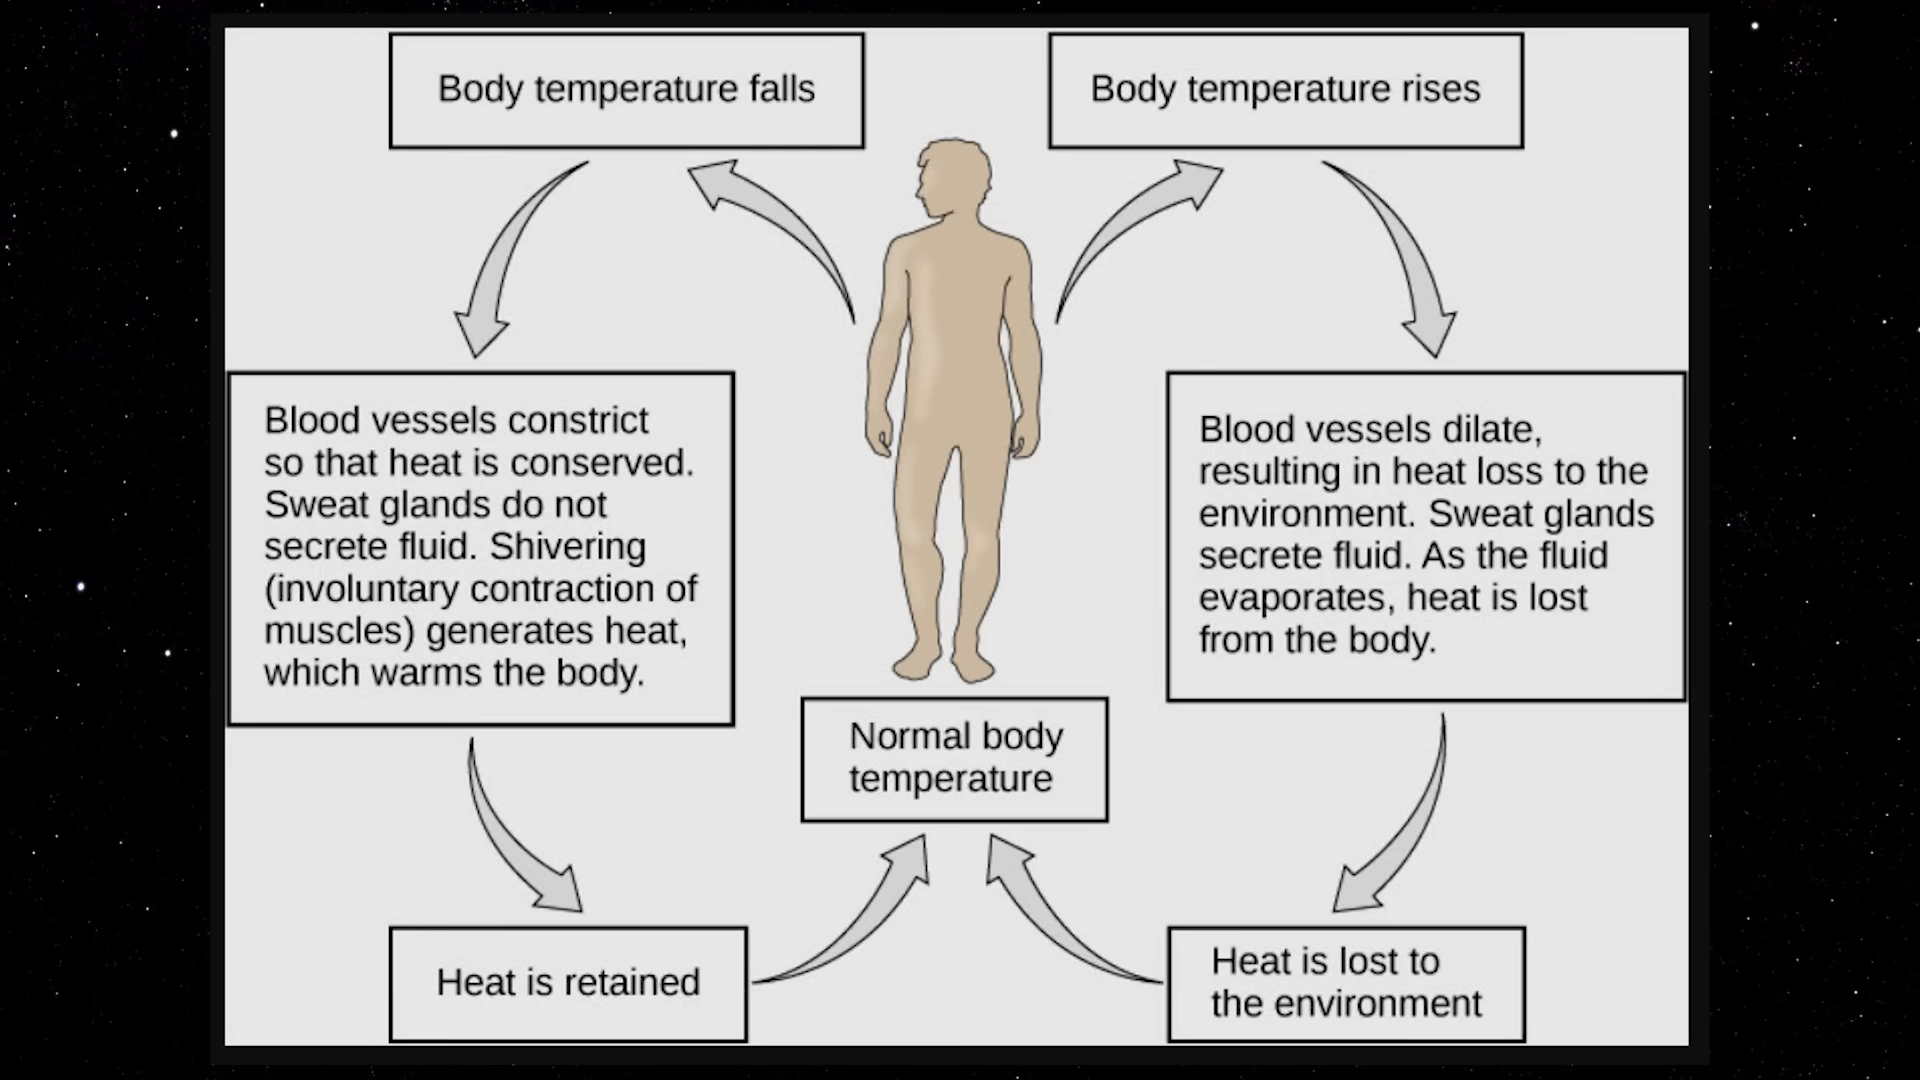 Body temperature falls
Body temperature rises
Blood vessels constrict
so that heat is conserved.
Sweat glands do not
secrete fluid. Shivering
(involuntary contraction of
muscles) generates heat,
which warms the body.
Blood vessels dilate,
resulting in heat loss to the
environment. Sweat glands
secrete fluid. As the fluid
evaporates, heat is lost
from the body.
Normal body
temperature
Heat is retained
Heat is lost to
the environment